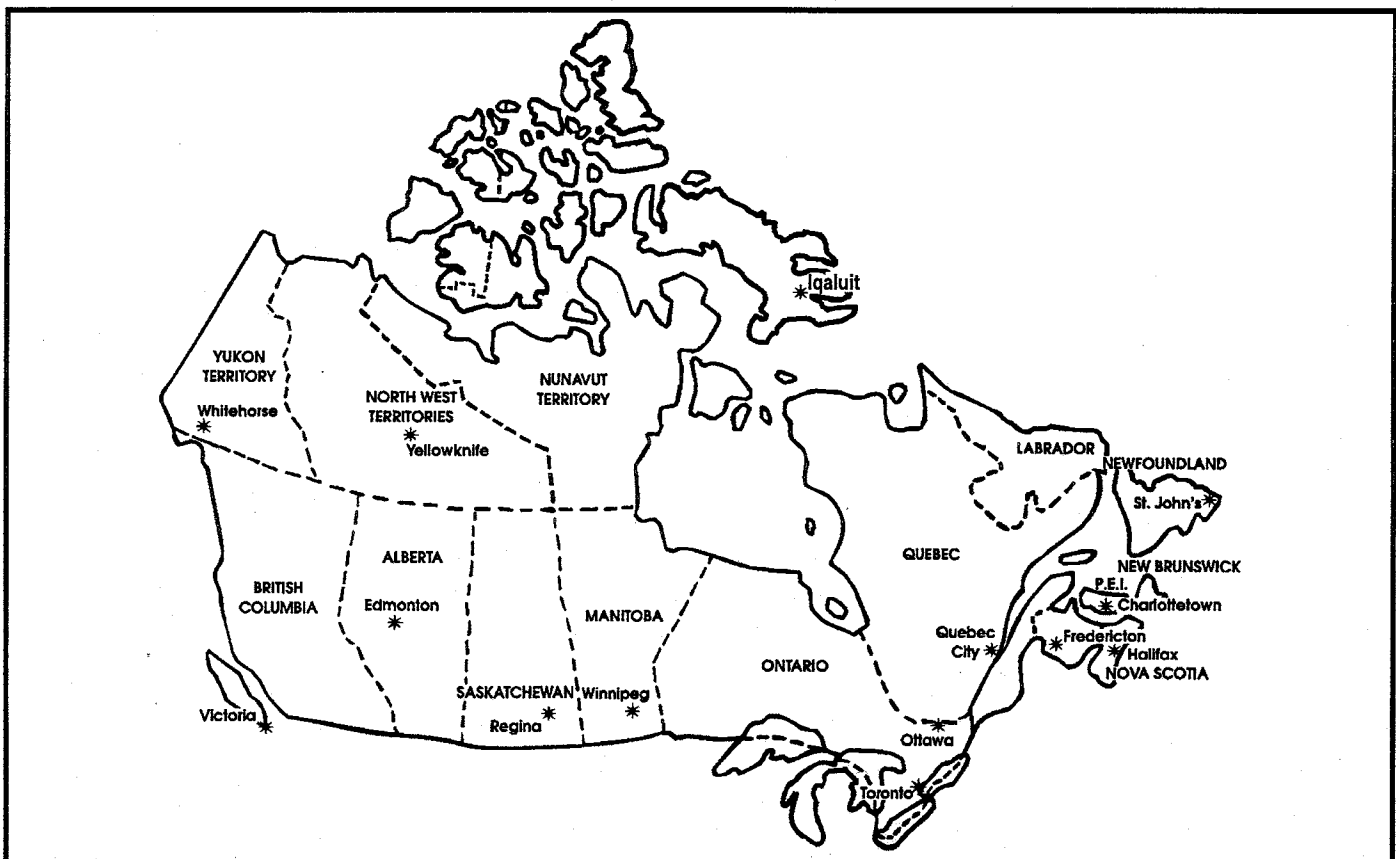 Iqaluit
YUKON
TERRITORY
Whitehorse
NORTH WEST
TERRITORIES
Yellowknife
NUNAVUT
TERRITORY
LABRADOR
NEWFOUNDLAND
St. John's
BRITISH
COLUMBIA
ALBERTA
Edmonton
SASKATCHEWAN
Regina
MANITOBA
Winnipeg
ONTARIO
QUEBEC
Quebec
City
NEW BRUNSWICK
P.E.I.
Charlottetown
Fredericton
Halifax
NOVA SCOTIA
Victoria
Ottawa
Toronto